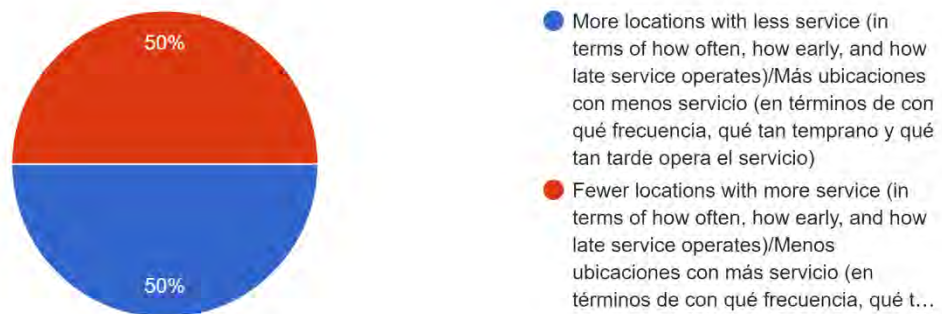 50%
50%
More locations with less service (in
terms of how often, how early, and how
late service operates)/Más ubicaciones
con menos servicio (en términos de con
qué frecuencia, qué tan temprano y qué
tan tarde opera el servicio)
Fewer locations with more service (in
terms of how often, how early, and how
late service operates)/Menos
ubicaciones con más servicio (en
términos de con qué frecuencia, qué t…